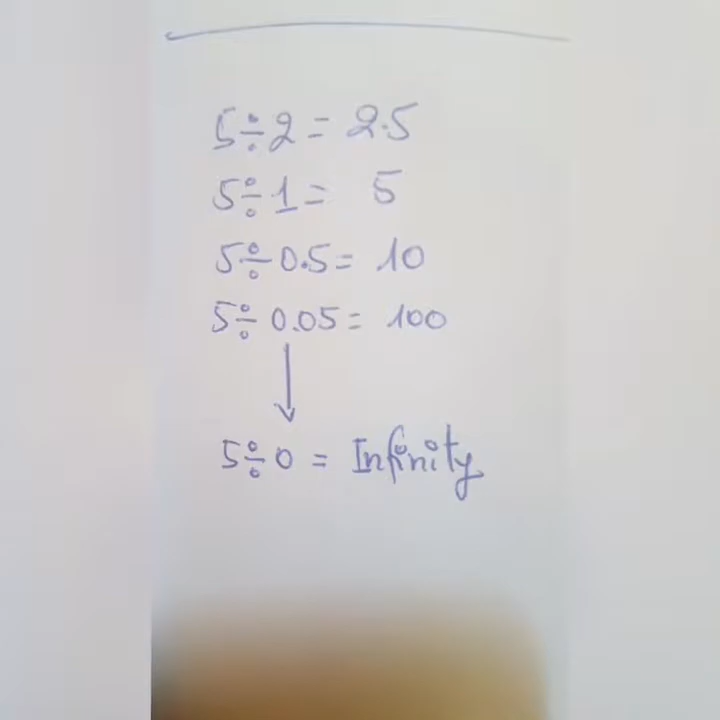 5÷2 = 2.5
5÷1 = 5
5÷0.5 = 10
5÷0.05 = 100
5÷0 = Infinity